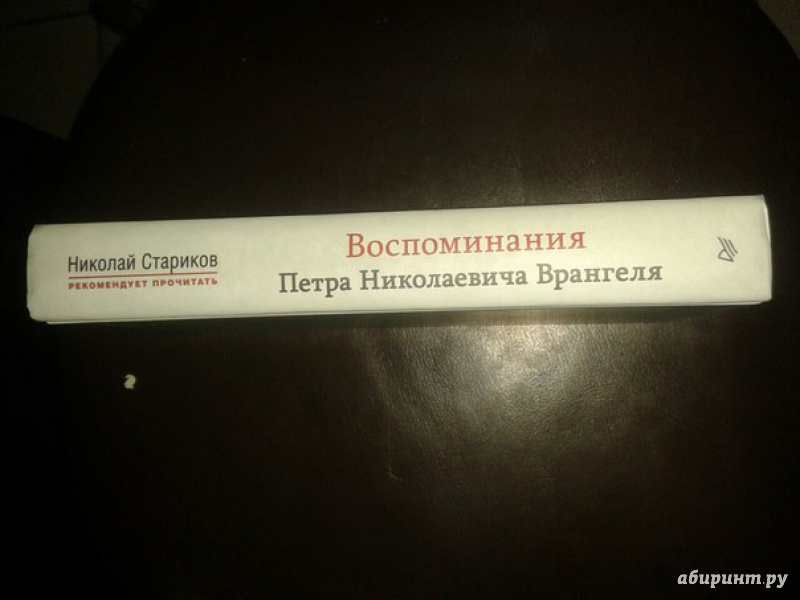 Николай Стариков
РЕКОМЕНДУЕТ ПРОЧИТАТЬ
Воспоминания
Петра Николаевича Врангеля
абиринт.ру